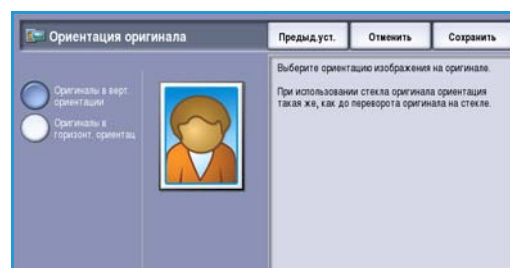 Ориентация оригинала
Предыд.уст.
Отменить
Сохранить
Оригиналы в верт.
ориентации
Оригиналы в
горизонт. ориентац.
Выберите ориентацию изображения на оригинале.
При использовании стекла оригинала ориентация
такая же, как до переворота оригинала на стекле.